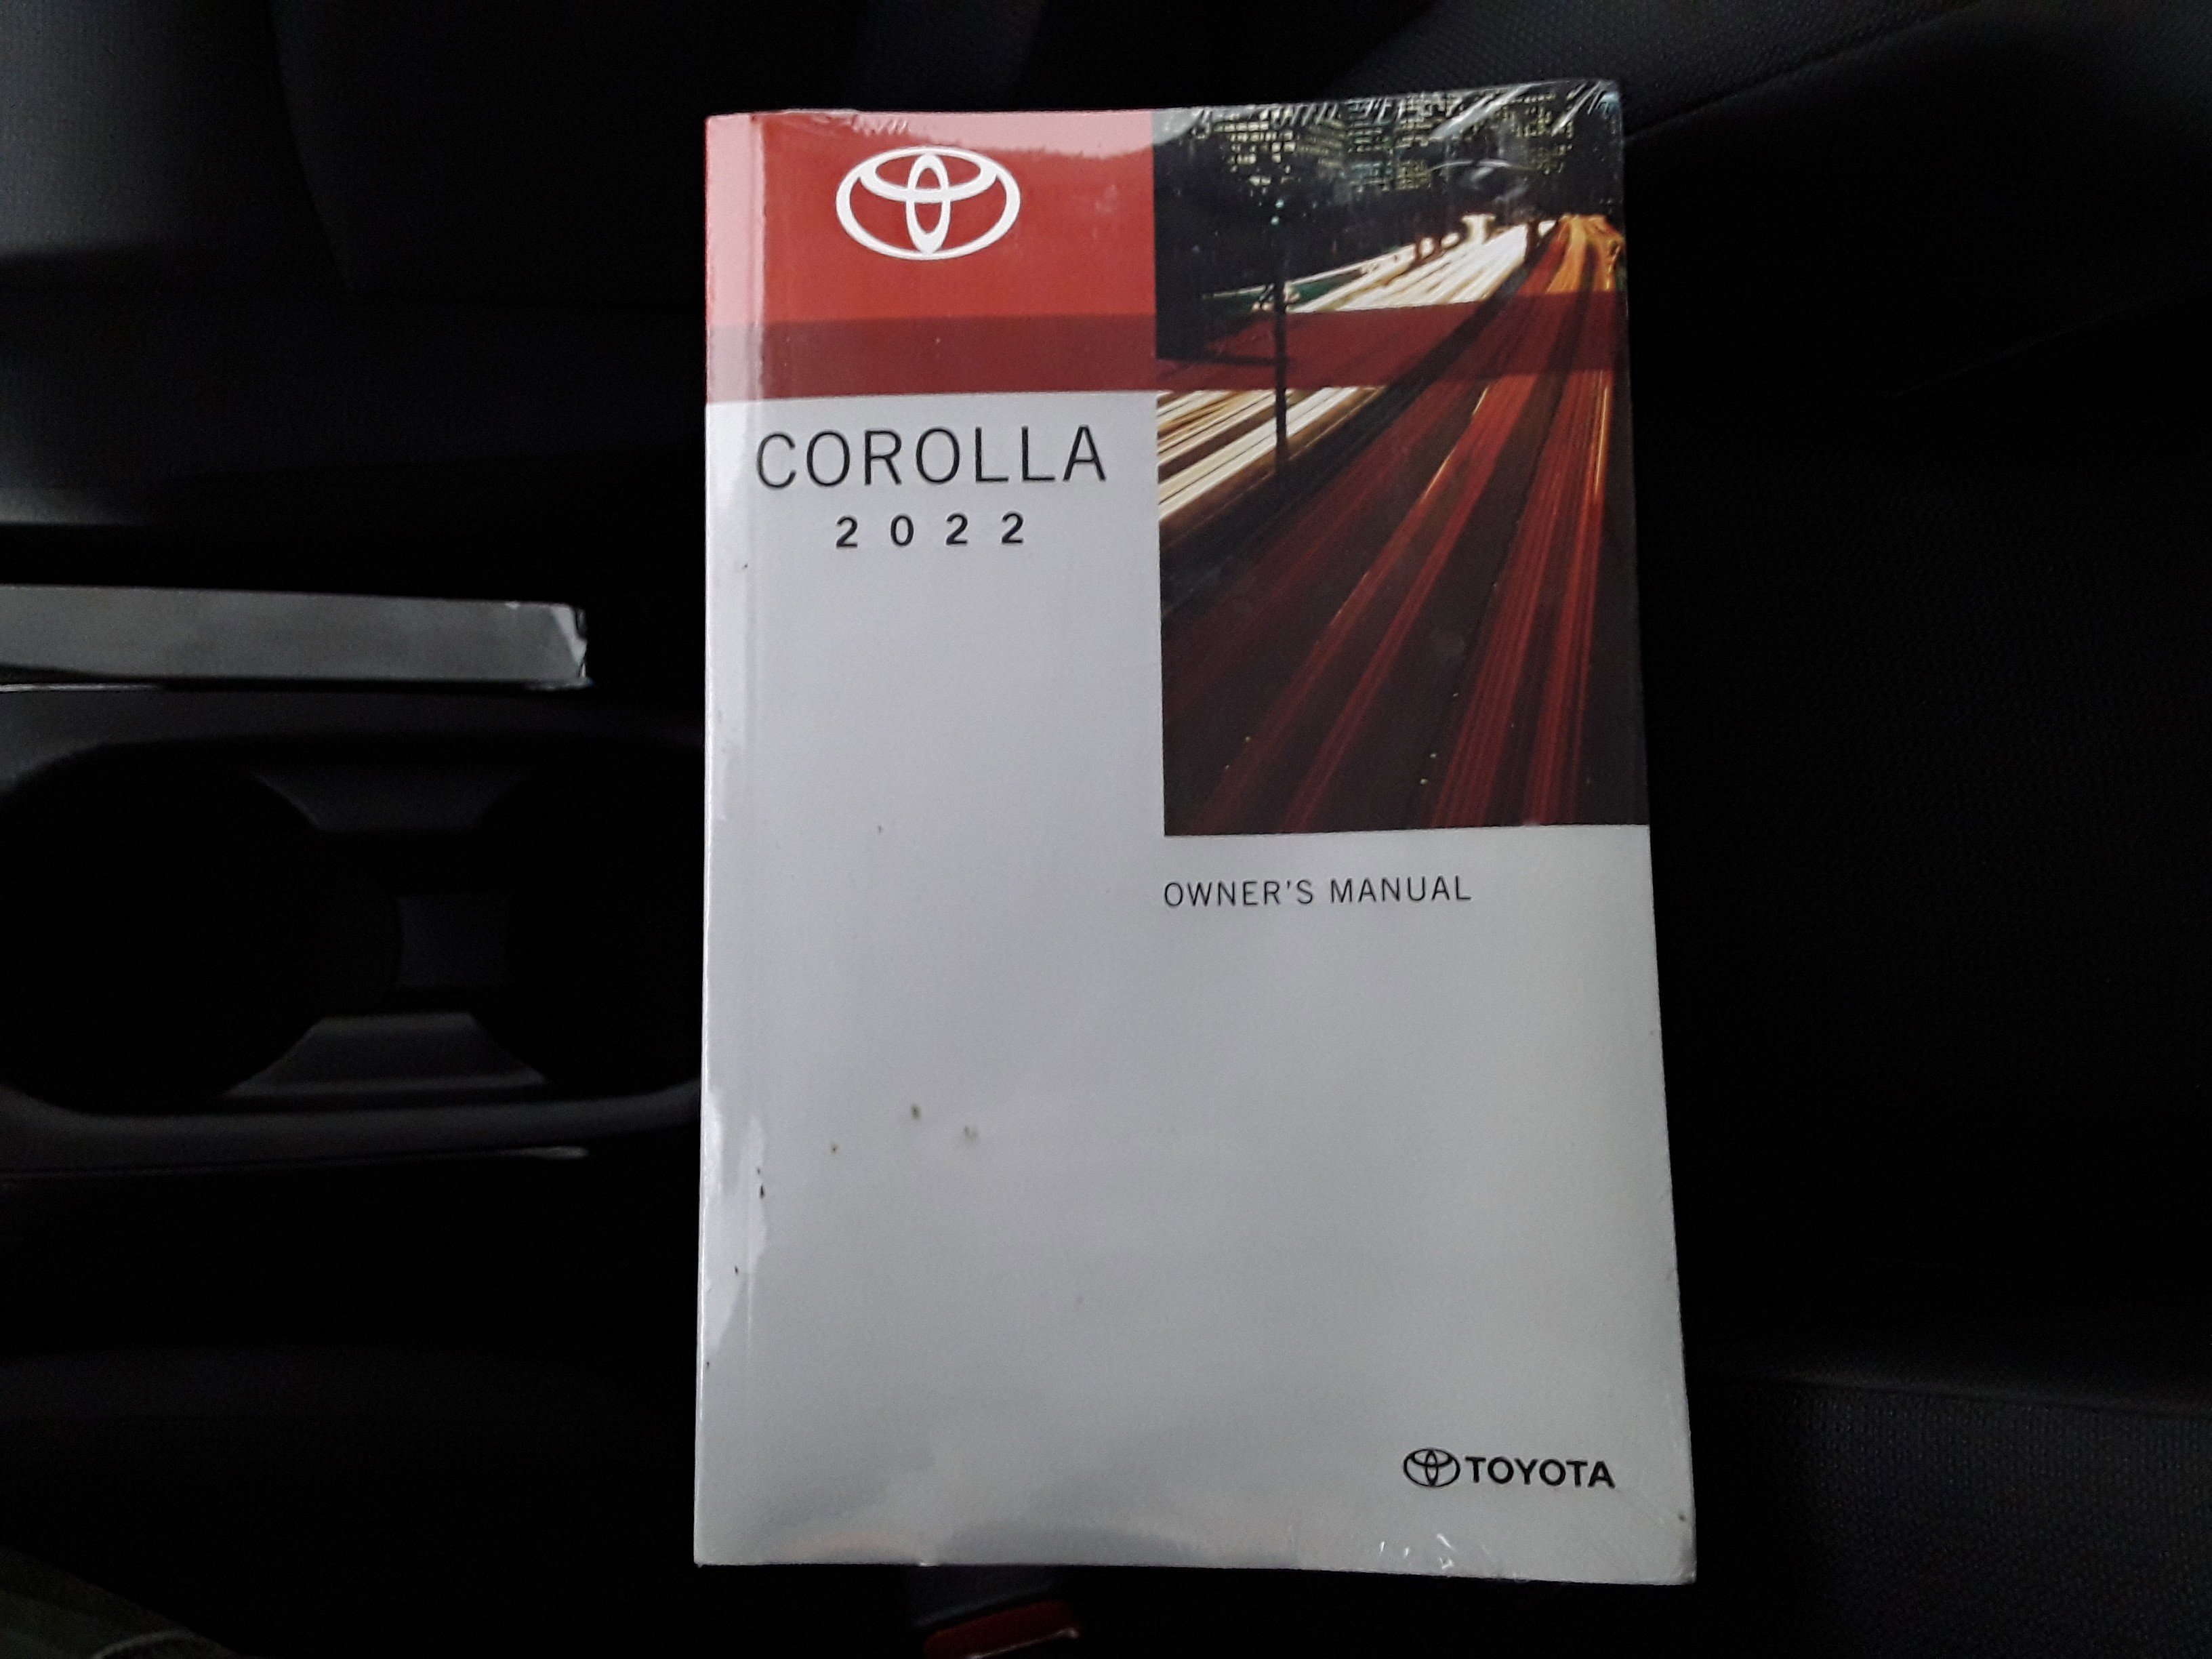 COROLLA
2022
OWNER'S MANUAL
TOYOTA